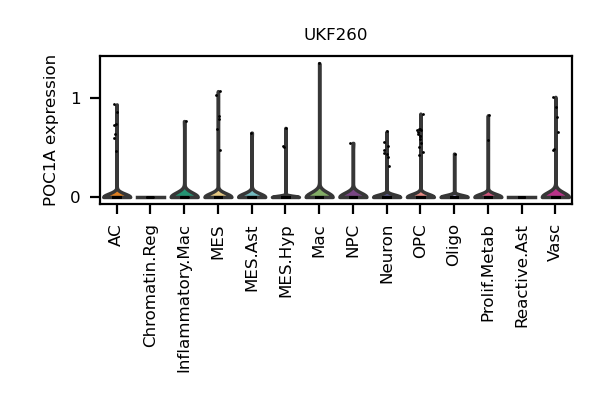 UKF260
POC1A expression
1
0
AC
Chromatin.Reg
Inflammatory.Mac
MES
MES.Ast
MES.Hyp
Mac
NPC
Neuron
OPC
Oligo
Prolif.Metab
Reactive.Ast
Vasc